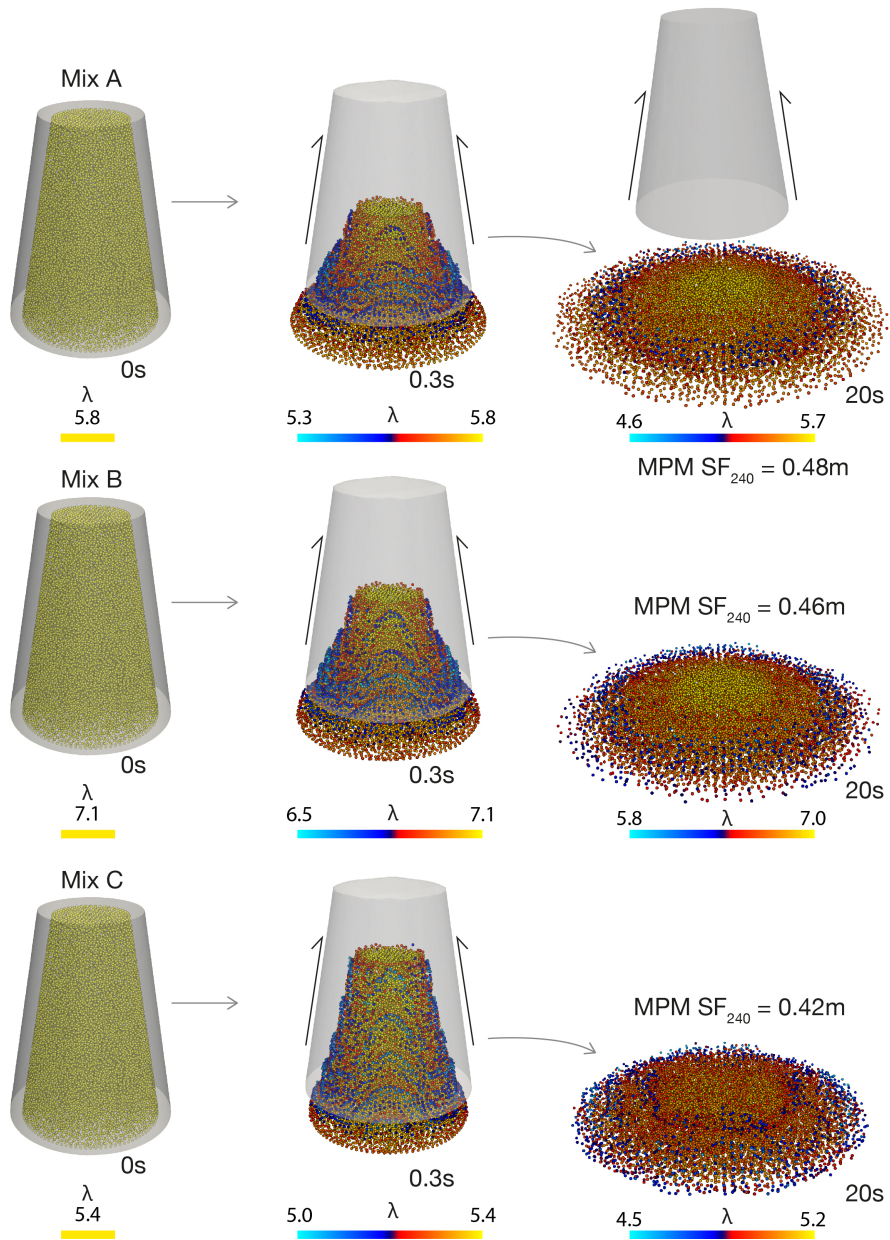 Mix A
0s
0.3s
20s
λ
5.8
5.3 λ 5.8
4.6 λ 5.7
MPM SF₂₄₀ = 0.48m
Mix B
MPM SF₂₄₀ = 0.46m
0s
0.3s
20s
λ
7.1
6.5 λ 7.1
5.8 λ 7.0
Mix C
MPM SF₂₄₀ = 0.42m
0s
0.3s
20s
λ
5.4
5.0 λ 5.4
4.5 λ 5.2